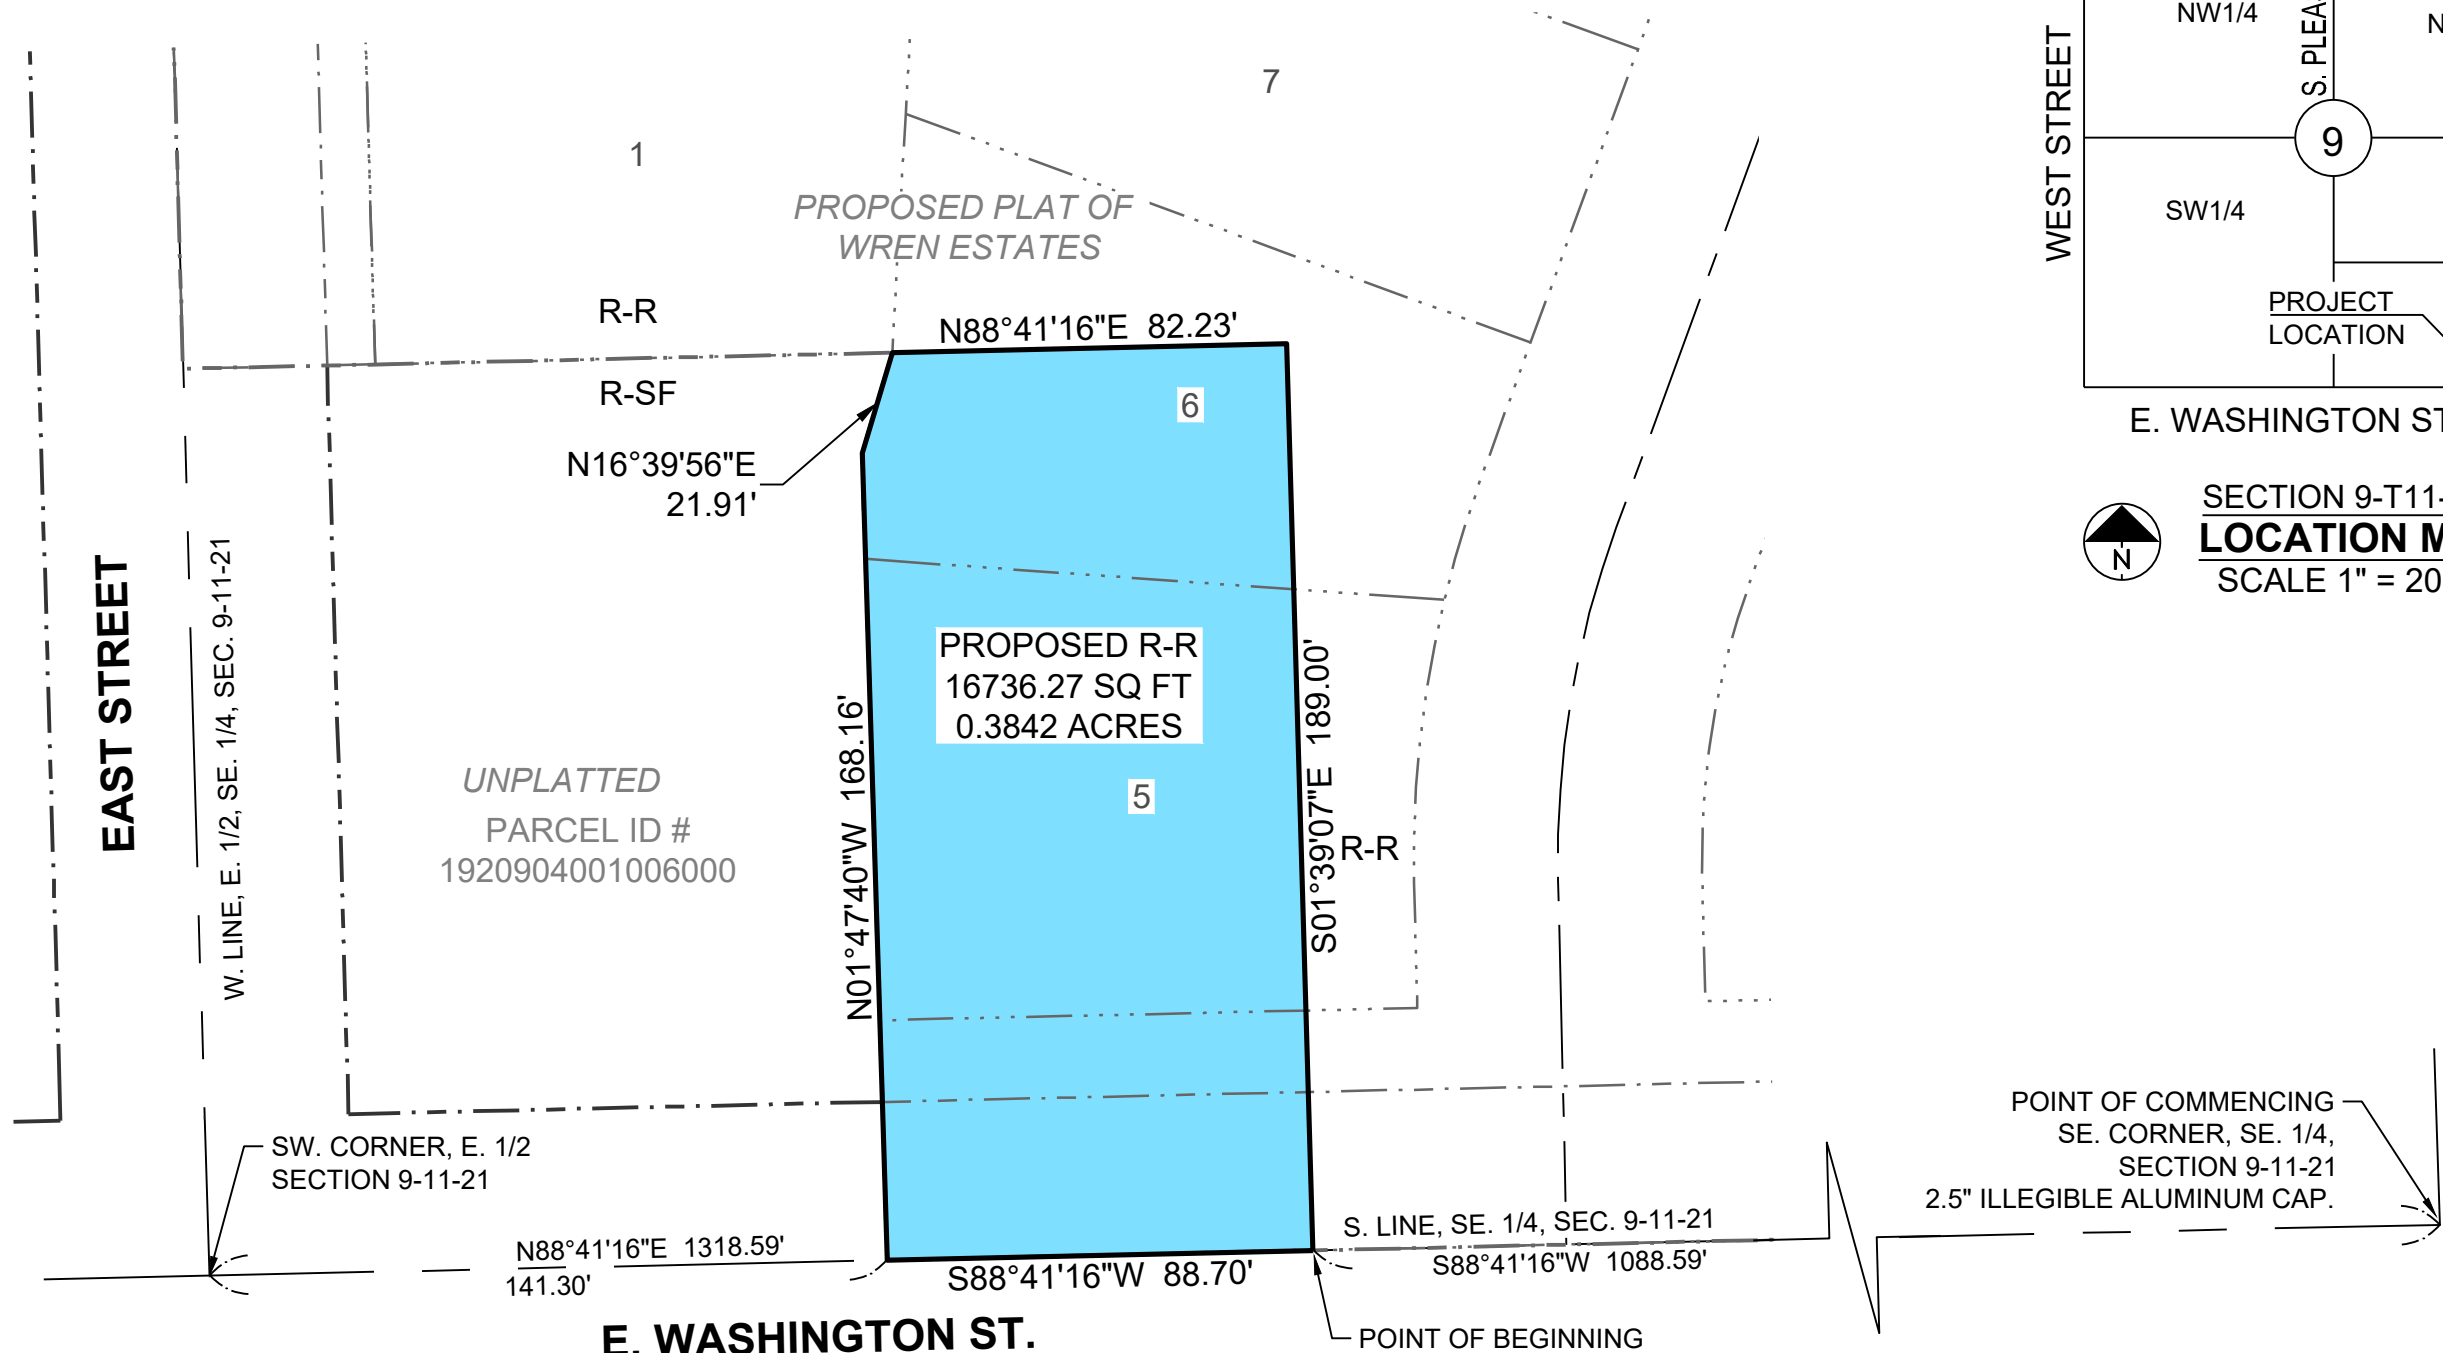 7
1
PROPOSED PLAT OF
WREN ESTATES
R-R
R-SF
N88°41'16"E 82.23'
N16°39'56"E
21.91'
6
PROPOSED R-R
16736.27 SQ FT
0.3842 ACRES
5
N01°47'40"W 168.16'
S01°39'07"E 189.00'
R-R
EAST STREET
W. LINE, E. 1/2, SE. 1/4, SEC. 9-11-21
UNPLATTED
PARCEL ID #
1920904001006000
SW. CORNER, E. 1/2
SECTION 9-11-21
N88°41'16"E 1318.59'
141.30'
S88°41'16"W 88.70'
E. WASHINGTON ST.
S. LINE, SE. 1/4, SEC. 9-11-21
S88°41'16"W 1088.59'
POINT OF BEGINNING
POINT OF COMMENCING
SE. CORNER, SE. 1/4,
SECTION 9-11-21
2.5" ILLEGIBLE ALUMINUM CAP.
NW1/4
N
S. PLEA
WEST STREET
9
SW1/4
PROJECT
LOCATION
E. WASHINGTON ST
SECTION 9-T11-
LOCATION M
N
SCALE 1" = 20